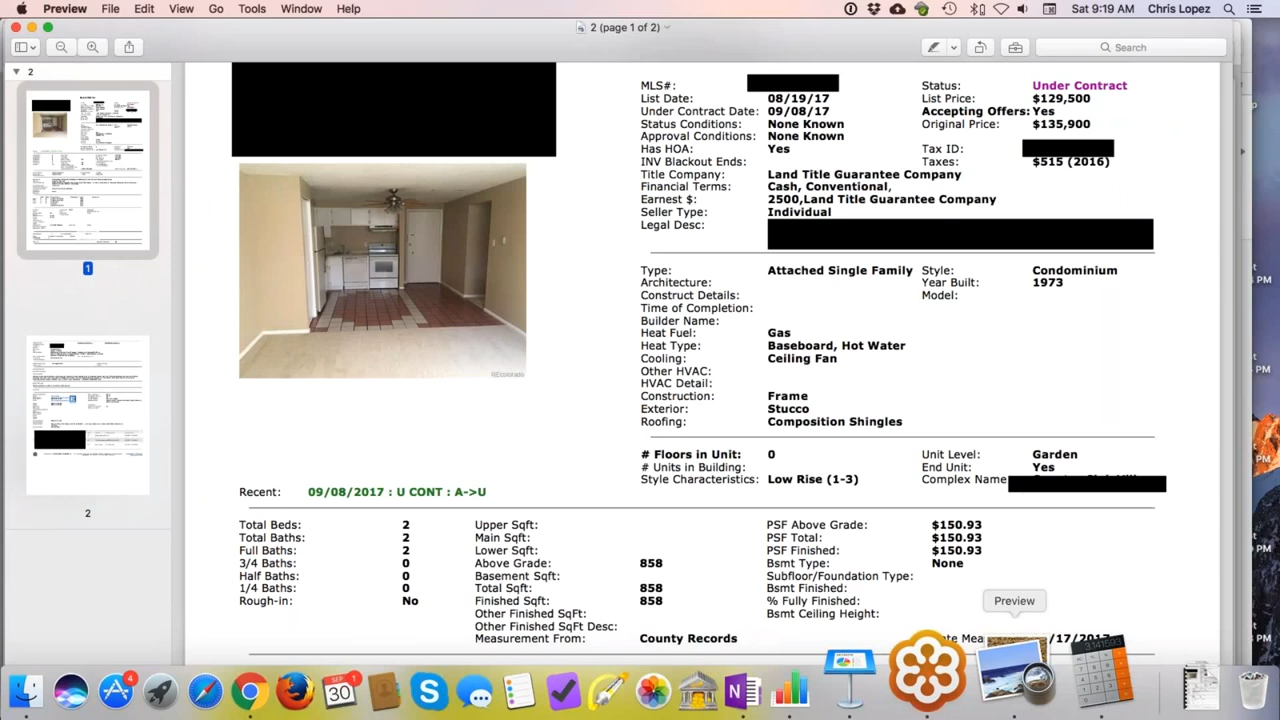 Preview File Edit View Go Tools Window Help Sat 9:19 AM Chris Lopez
2 (page 1 of 2)
Search
2
1
2
REcolorado
MLS#:
List Date: 08/19/17
Under Contract Date: 09/08/17
Status Conditions: None Known
Approval Conditions: None Known
Has HOA: Yes
INV Blackout Ends:
Title Company: Land Title Guarantee Company
Financial Terms: Cash, Conventional,
Earnest $: 2500,Land Title Guarantee Company
Seller Type: Individual
Legal Desc:
Status: Under Contract
List Price: $129,500
Accepting Offers: Yes
Original Price: $135,900
Tax ID:
Taxes: $515 (2016)
Type: Attached Single Family
Architecture:
Construct Details:
Time of Completion:
Builder Name:
Heat Fuel: Gas
Heat Type: Baseboard, Hot Water
Cooling: Ceiling Fan
Other HVAC:
HVAC Detail:
Construction: Frame
Exterior: Stucco
Roofing: Composition Shingles
Style: Condominium
Year Built: 1973
Model:
# Floors in Unit: 0
# Units in Building:
Style Characteristics: Low Rise (1-3)
Unit Level: Garden
End Unit: Yes
Complex Name
Recent: 09/08/2017 : U CONT : A->U
Total Beds: 2
Total Baths: 2
Full Baths: 2
3/4 Baths: 0
Half Baths: 0
1/4 Baths: 0
Rough-in: No
Upper Sqft:
Main Sqft:
Lower Sqft:
Above Grade: 858
Basement Sqft:
Total Sqft: 858
Finished Sqft: 858
Other Finished SqFt:
Other Finished SqFt Desc:
Measurement From: County Records
PSF Above Grade: $150.93
PSF Total: $150.93
PSF Finished: $150.93
Bsmt Type: None
Subfloor/Foundation Type:
Bsmt Finished:
% Fully Finished:
Bsmt Ceiling Height:
Preview
4
SEP 1
30
3.141593